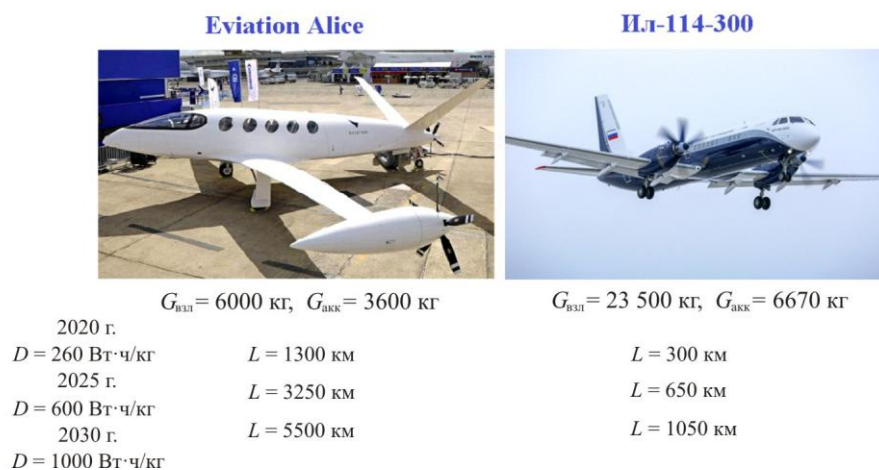 Eviation Alice
Ил-114-300
Gвзл = 6000 кг, Gакк = 3600 кг
Gвзл = 23 500 кг, Gакк = 6670 кг
2020 г.
D = 260 Вт·ч/кг
L = 1300 км
L = 300 км
2025 г.
D = 600 Вт·ч/кг
L = 3250 км
L = 650 км
2030 г.
D = 1000 Вт·ч/кг
L = 5500 км
L = 1050 км